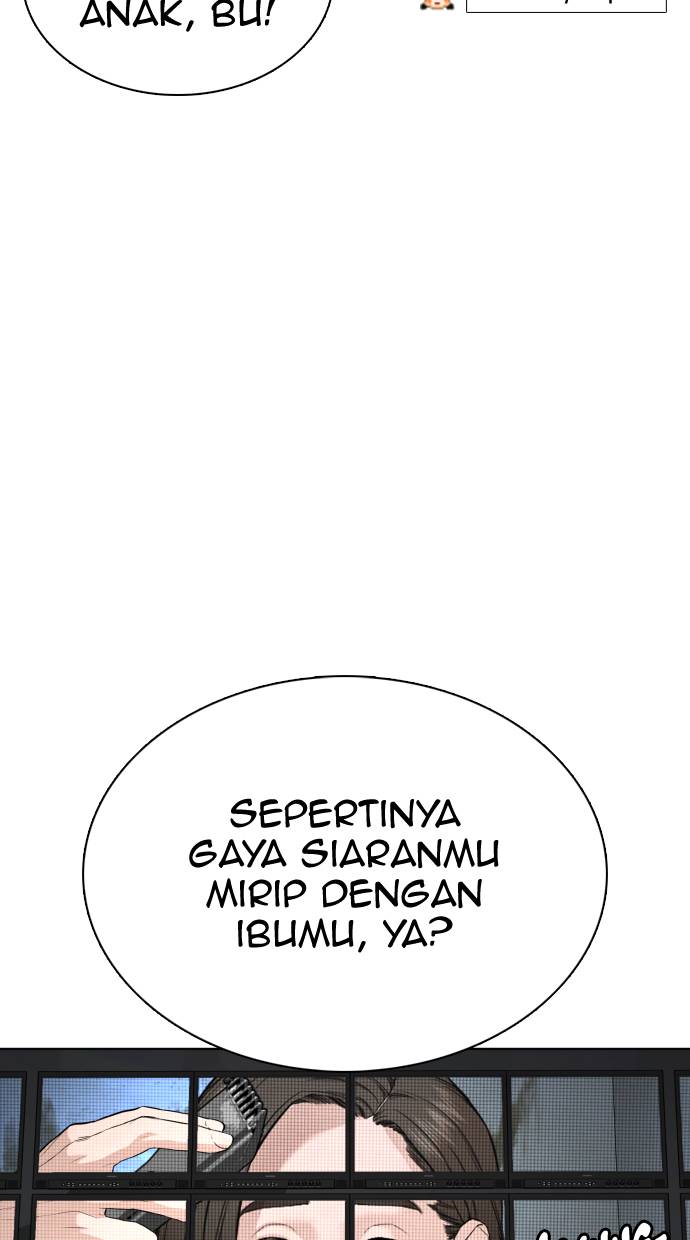 ANAK, BU!
SEPERTINYA
GAYA SIARANMU
MIRIP DENGAN
IBUMU, YA?